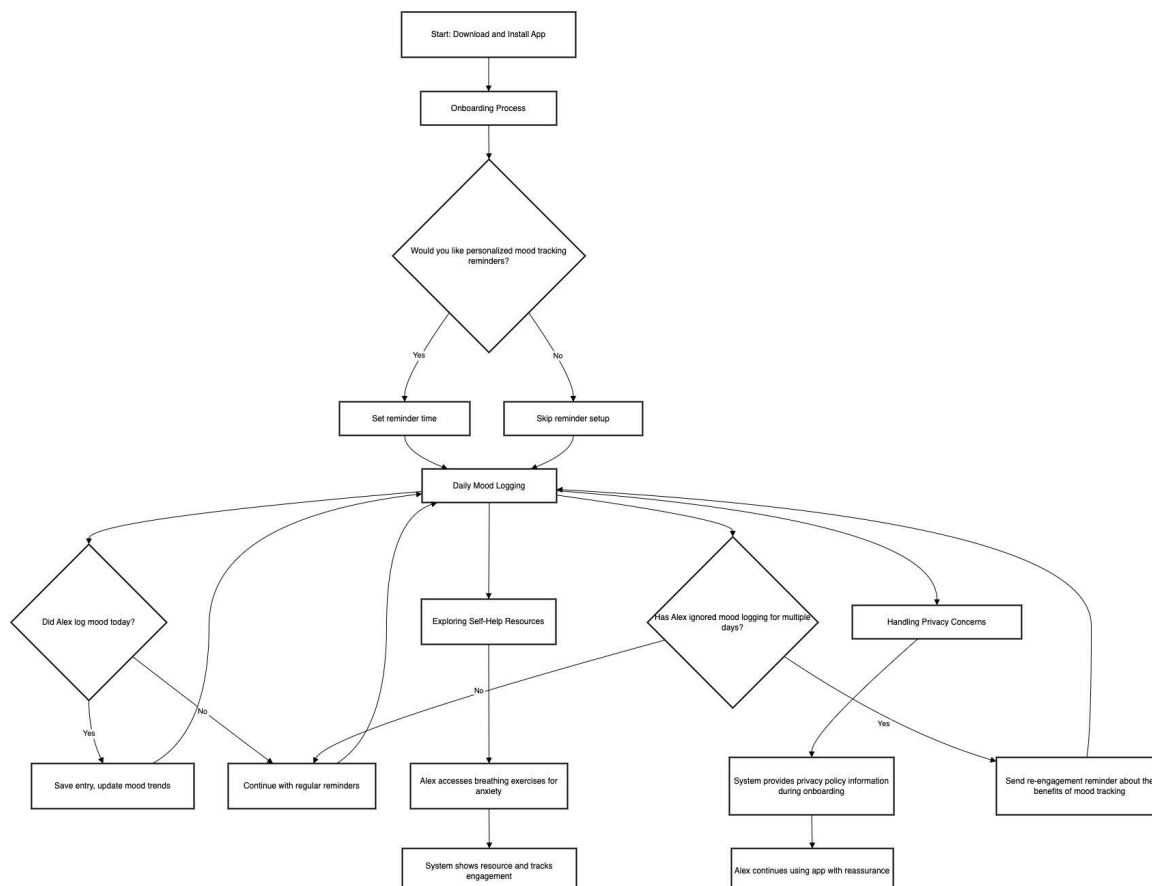 Start: Download and Install App
Onboarding Process
Would you like personalized mood tracking
reminders?
Yes
No
Set reminder time
Skip reminder setup
Daily Mood Logging
Did Alex log mood today?
Exploring Self-Help Resources
Has Alex ignored mood logging for multiple
days?
Handling Privacy Concerns
No
No
Yes
Yes
Save entry, update mood trends
Continue with regular reminders
Alex accesses breathing exercises for
anxiety
System provides privacy policy information
during onboarding
Send re-engagement reminder about the
benefits of mood tracking
System shows resource and tracks
engagement
Alex continues using app with reassurance